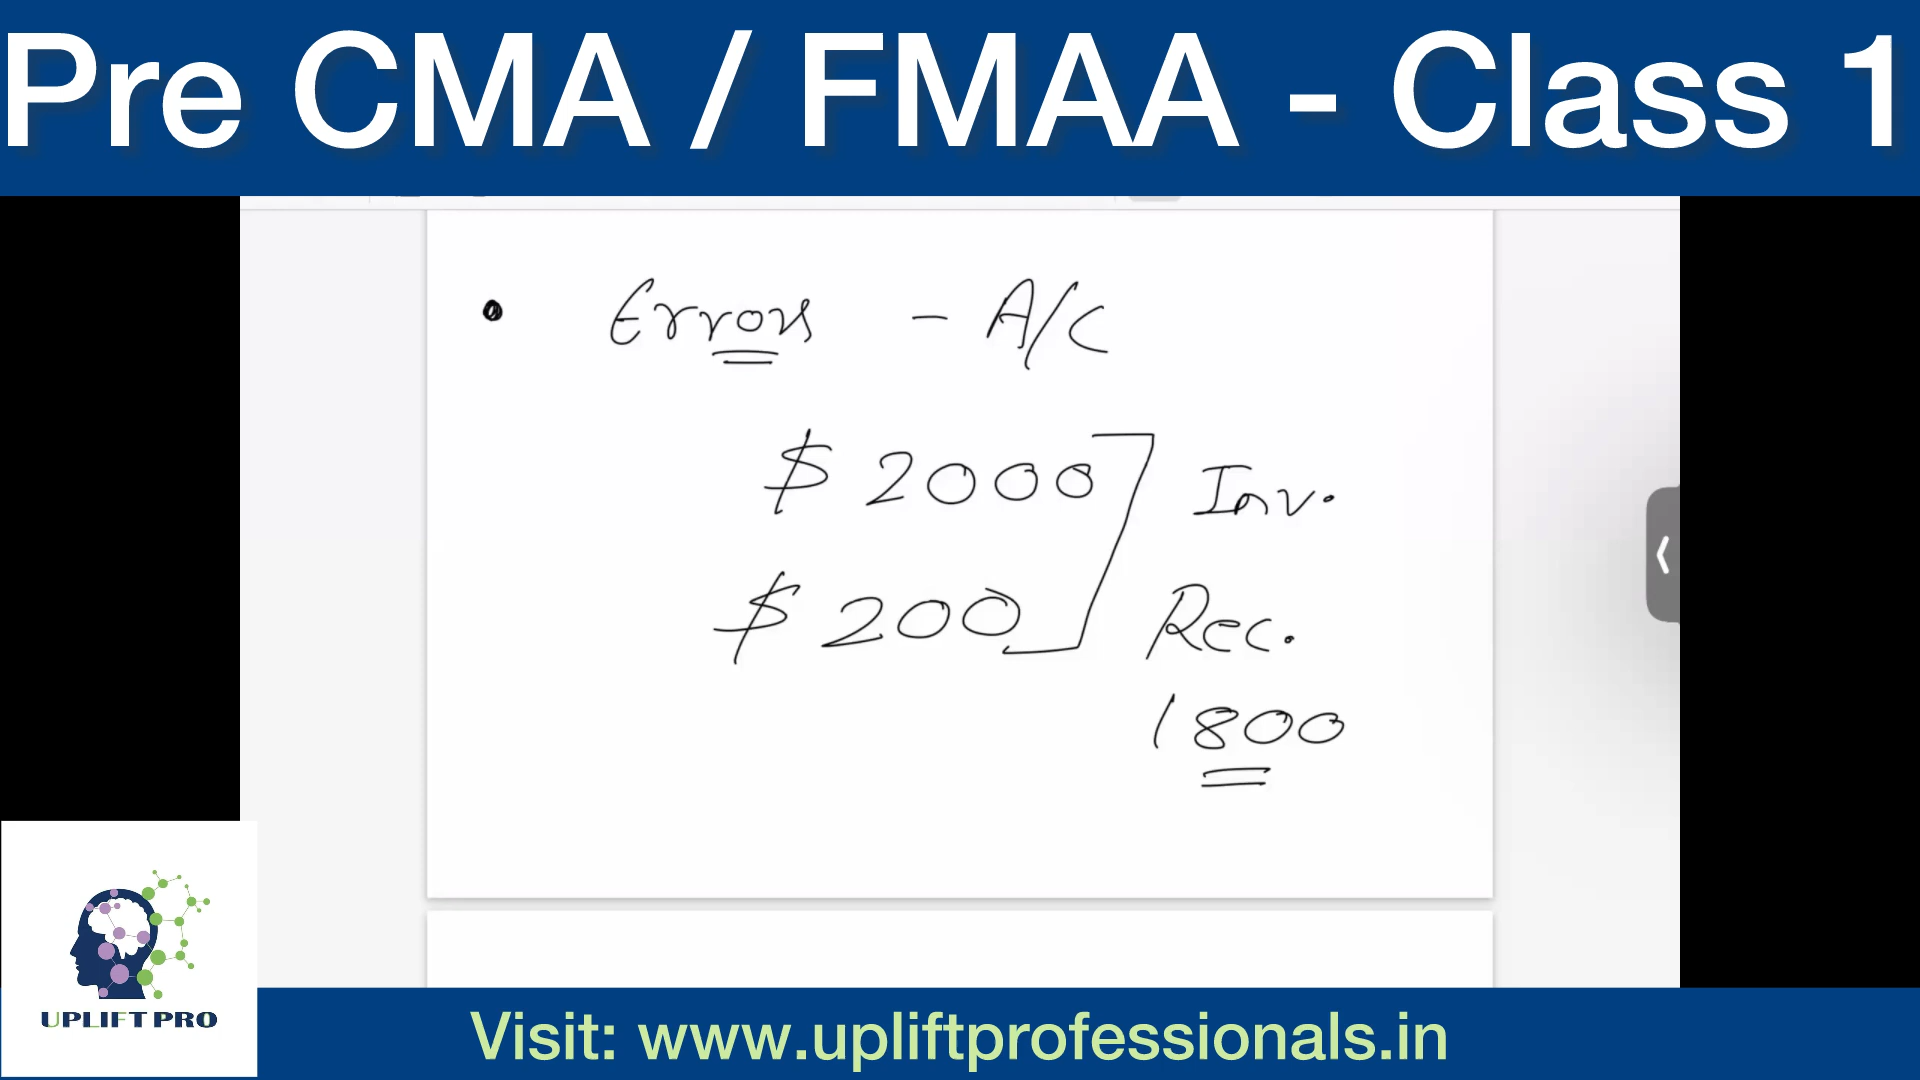 Pre CMA / FMAA - Class 1
• Errors - A/C
$ 2000 Inv.
$ 200 Rec.
1800
UPLIFT PRO
Visit: www.upliftprofessionals.in